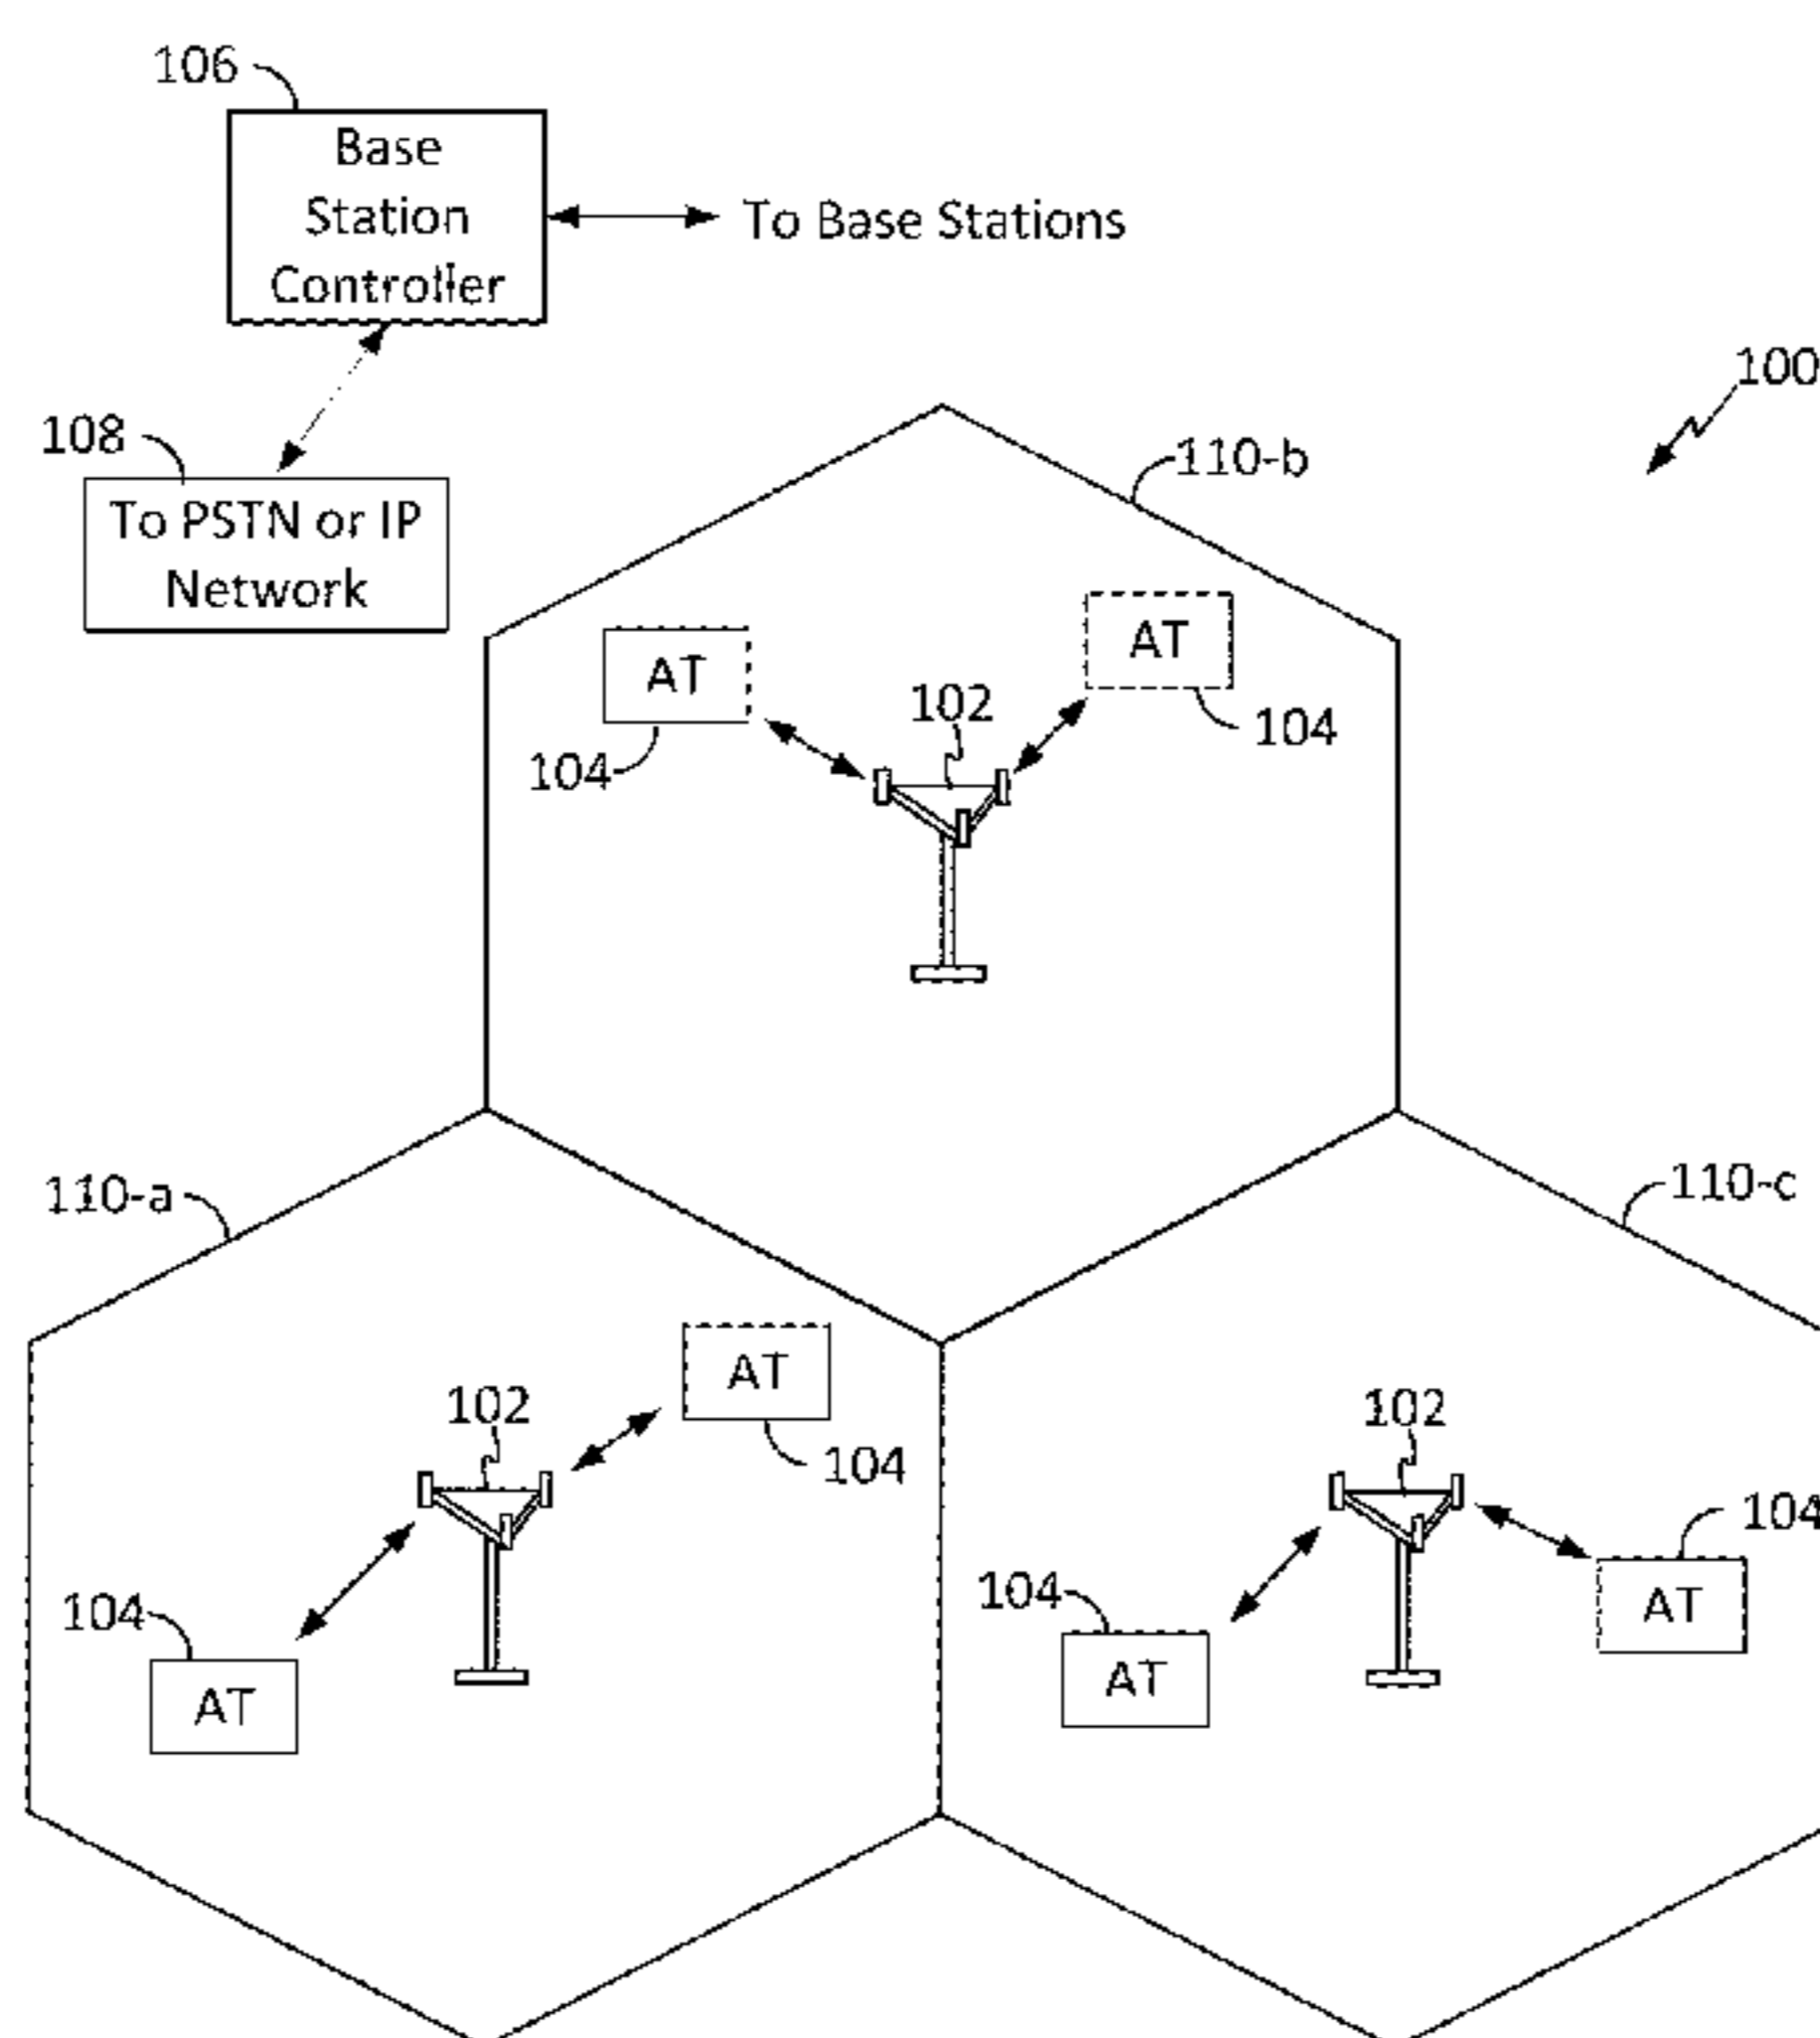 106
Base
Station
Controller
To Base Stations
100
108
To PSTN or IP
Network
110-b
AT
AT
102
104
104
110-a
110-c
AT
102
104
102
104
AT
104
104
AT
AT